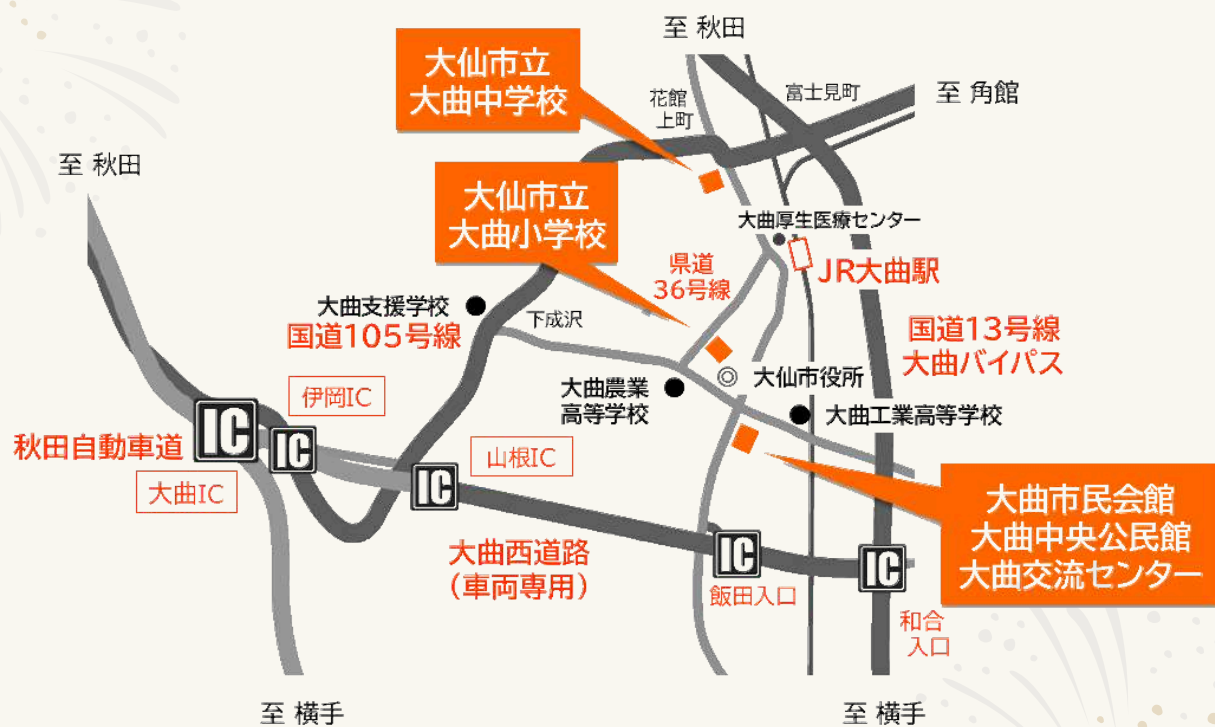 至 秋田
大仙市立
大曲中学校
花館
上町
富士見町
至 角館
至 秋田
大仙市立
大曲小学校
大曲厚生医療センター
県道
36号線
JR大曲駅
大曲支援学校
国道105号線
下成沢
国道13号線
大曲バイパス
伊岡IC
大曲農業
高等学校
大仙市役所
大曲工業高等学校
秋田自動車道
IC
IC
IC
山根IC
大曲IC
大曲市民会館
大曲中央公民館
大曲交流センター
大曲西道路
（車両専用）
IC
IC
飯田入口
和合
入口
至 横手
至 横手